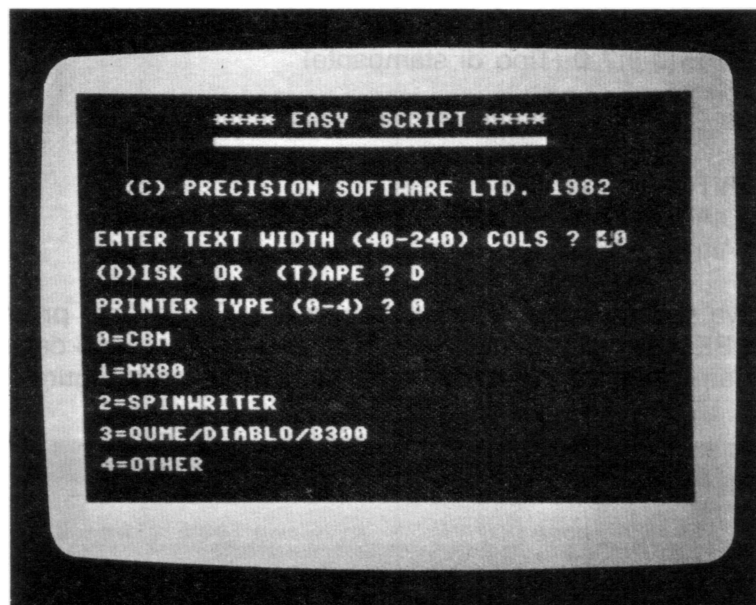 **** EASY SCRIPT ****
(C) PRECISION SOFTWARE LTD. 1982
ENTER TEXT WIDTH (40-240) COLS ? 40
(D)ISK OR (T)APE ? D
PRINTER TYPE (0-4) ? 0
0=CBM
1=MX80
2=SPINWRITER
3=QUME/DIABLO/8300
4=OTHER